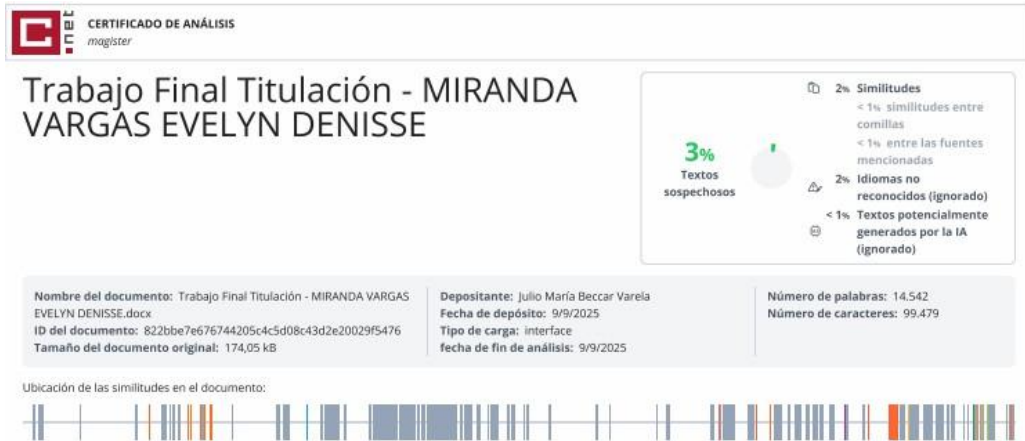 C
.net
CERTIFICADO DE ANÁLISIS
magister
Trabajo Final Titulación - MIRANDA
VARGAS EVELYN DENISSE
3%
Textos
sospechosos
2% Similitudes
< 1% similitudes entre
comillas
< 1% entre las fuentes
mencionadas
2% Idiomas no
reconocidos (ignorado)
< 1% Textos potencialmente
generados por la IA
(ignorado)
Nombre del documento: Trabajo Final Titulación - MIRANDA VARGAS
EVELYN DENISSE.docx
ID del documento: 822bbe7e676744205c4c5d08c43d2e20029f5476
Tamaño del documento original: 174,05 kB
Depositante: Julio María Beccar Varela
Fecha de depósito: 9/9/2025
Tipo de carga: interface
fecha de fin de análisis: 9/9/2025
Número de palabras: 14.542
Número de caracteres: 99.479
Ubicación de las similitudes en el documento: